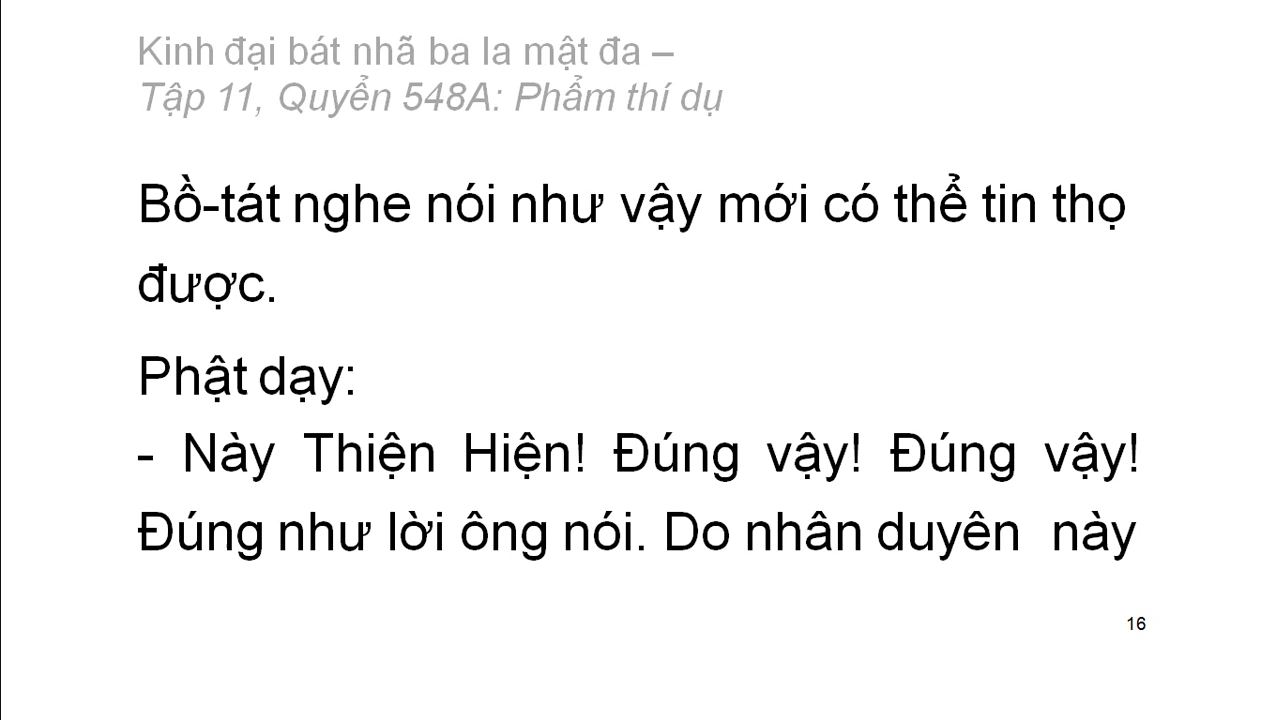 Kinh đại bát nhã ba la mật đa –
Tập 11, Quyển 548A: Phẩm thí dụ
Bồ-tát nghe nói như vậy mới có thể tin thọ
được.
Phật dạy:
- Này Thiện Hiện! Đúng vậy! Đúng vậy!
Đúng như lời ông nói. Do nhân duyên này
16